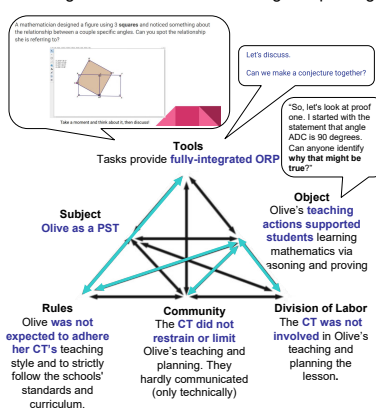 A mathematician designed a figure using 3 squares and noticed something about
the relationship between a couple specific angles. Can you spot the relationship
she is referring to?
Take a moment and think about it, then discuss!
Let's discuss.
Can we make a conjecture together?
"So, let's look at proof
one. I started with the
statement that angle
ADC is 90 degrees.
Can anyone identify
why that might be
true?"
Tools
Tasks provide fully-integrated ORP
Subject
Olive as a PST
Object
Olive's teaching
actions supported
students learning
mathematics via
asoning and proving
Rules
Olive was not
expected to adhere
her CT's teaching
style and to strictly
follow the schools'
standards and
curriculum.
Community
The CT did not
restrain or limit
Olive's teaching and
planning. They
hardly communicated
(only technically)
Division of Labor
The CT was not
involved in Olive's
teaching and
planning the
lesson.